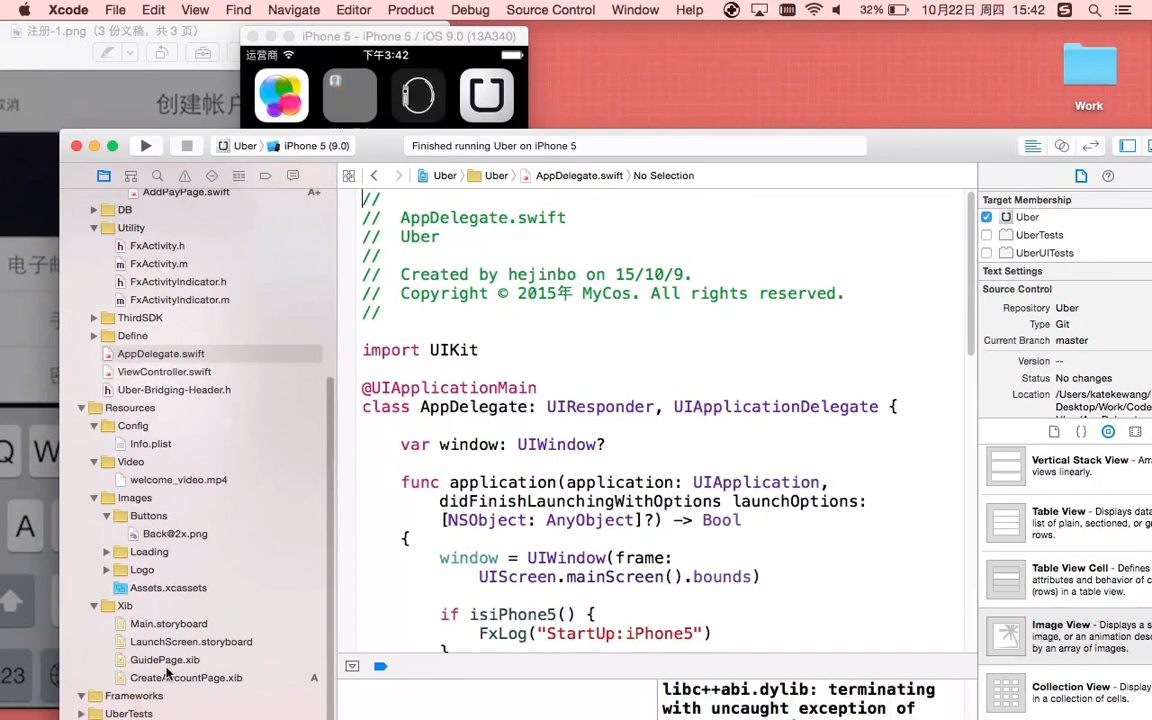 Xcode File Edit View Find Navigate Editor Product Debug Source Control Window Help 32% 10月22日 周四 15:42
注册-1.png (3 份文稿，共 3 页)
iPhone 5 - iPhone 5 / iOS 9.0 (13A340)
运营商 下午3:42
取消 创建帐户
Work
Uber iPhone 5 (9.0) Finished running Uber on iPhone 5
Uber Uber AppDelegate.swift No Selection
AddPayPage.swift A+
DB
Utility
FxActivity.h
FxActivity.m
FxActivityIndicator.h
FxActivityIndicator.m
ThirdSDK
Define
AppDelegate.swift
ViewController.swift
Uber-Bridging-Header.h
Resources
Config
Info.plist
Video
welcome_video.mp4
Images
Buttons
Back@2x.png
Loading
Logo
Assets.xcassets
Xib
Main.storyboard
LaunchScreen.storyboard
GuidePage.xib
CreateAccountPage.xib A
Frameworks
UberTests
电子邮
手
密
Q W
A
123
//
// AppDelegate.swift
// Uber
//
// Created by hejinbo on 15/10/9.
// Copyright © 2015年 MyCos. All rights reserved.
//
import UIKit
@UIApplicationMain
class AppDelegate: UIResponder, UIApplicationDelegate {
var window: UIWindow?
func application(application: UIApplication,
didFinishLaunchingWithOptions launchOptions:
[NSObject: AnyObject]?) -> Bool
{
window = UIWindow(frame:
UIScreen.mainScreen().bounds)
if isiPhone5() {
FxLog("StartUp:iPhone5")
}
libc++abi.dylib: terminating
with uncaught exception of
Target Membership
Uber
UberTests
UberUITests
Text Settings
Source Control
Repository Uber
Type Git
Current Branch master
Version --
Status No changes
Location /Users/katekewang/
Desktop/Work/Code
Vertical Stack View - Arra
views linearly.
Table View - Displays data
list of plain, sectioned, or g
rows.
Table View Cell - Defines
attributes and behavior of c
(rows) in a table view.
Image View - Displays a s
image, or an animation des
by an array of images.
Collection View - Displays
in a collection of cells.